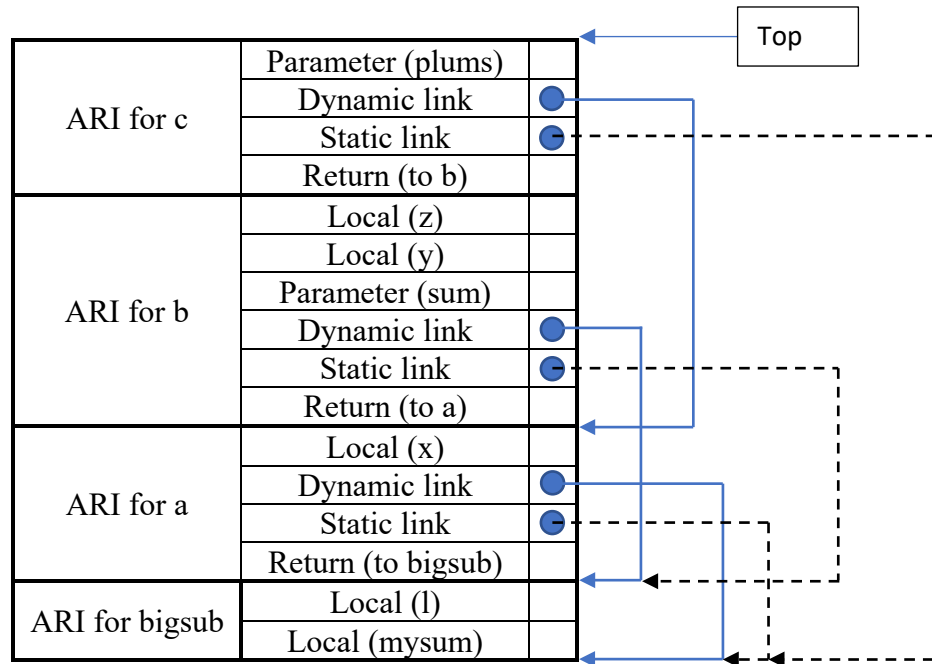 Top
Parameter (plums)
Dynamic link
ARI for c
Static link
Return (to b)
Local (z)
Local (y)
Parameter (sum)
ARI for b
Dynamic link
Static link
Return (to a)
Local (x)
Dynamic link
ARI for a
Static link
Return (to bigsub)
Local (l)
ARI for bigsub
Local (mysum)